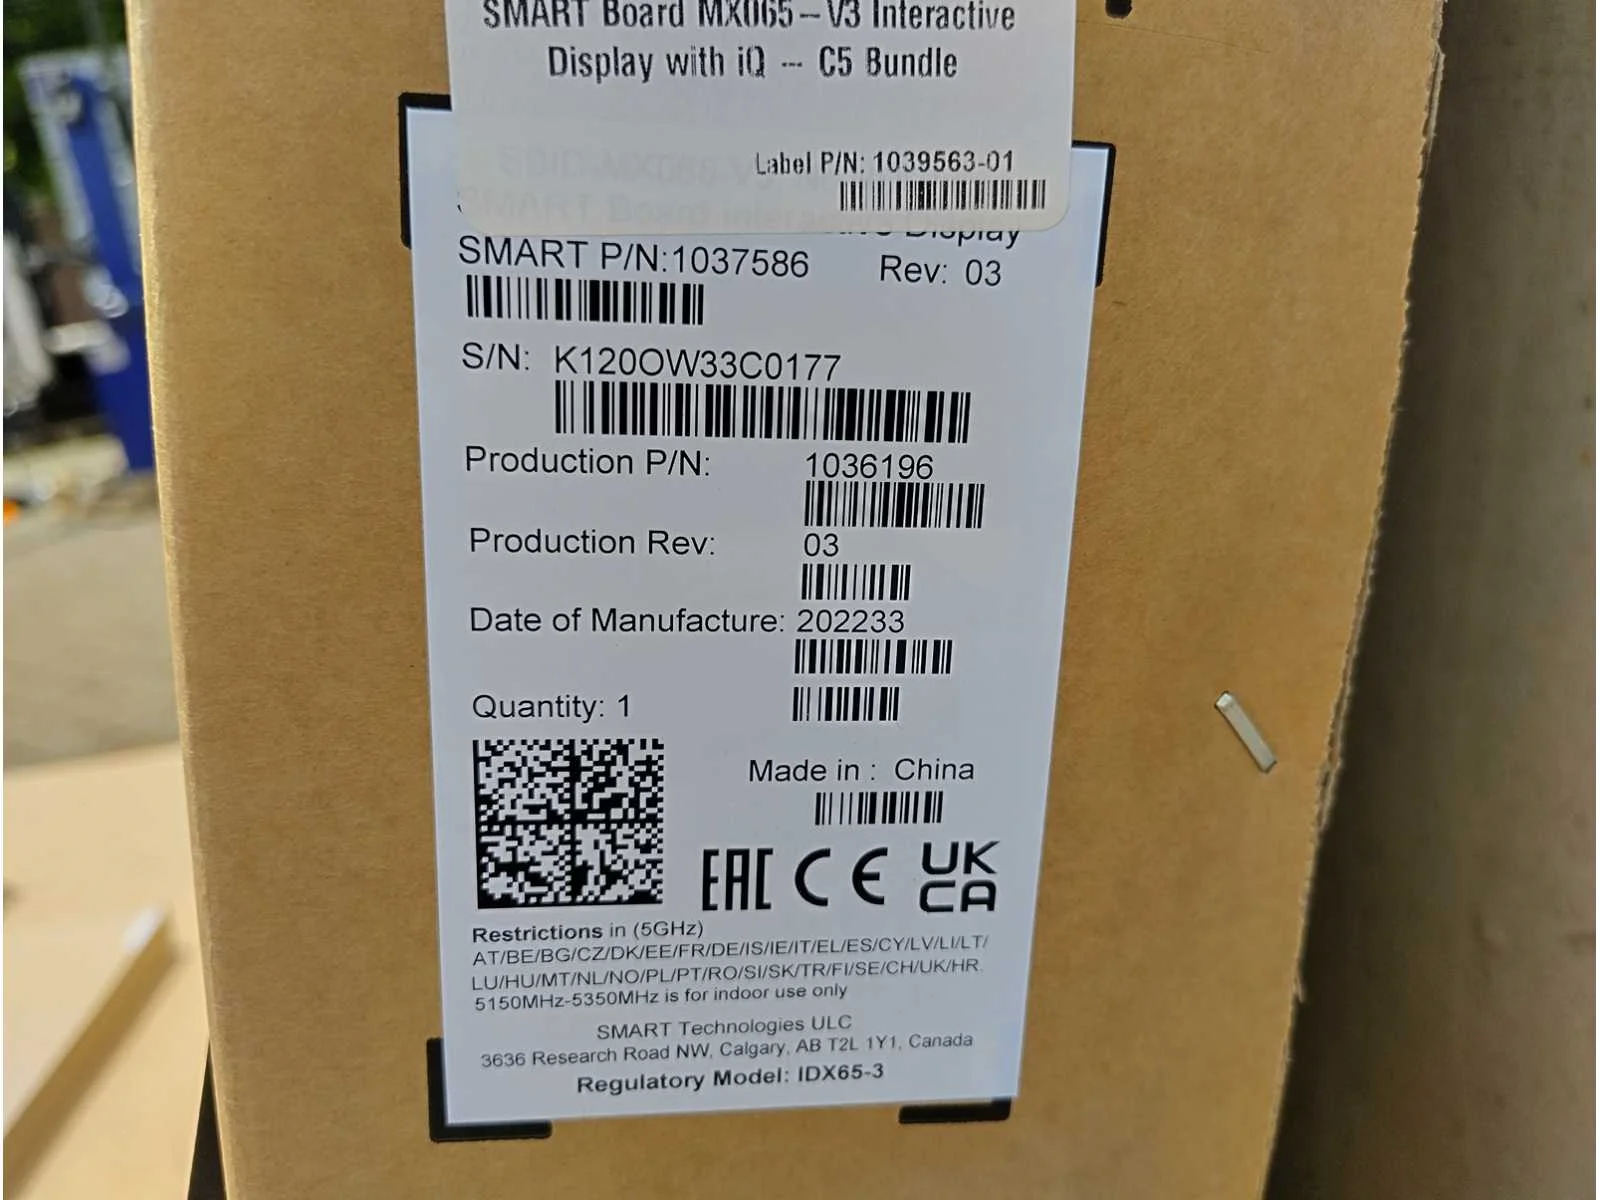 SMART Board MX065-V3 Interactive
Display with iQ -- C5 Bundle
Label P/N: 1039563-01
Display
SMART P/N:1037586 Rev: 03
S/N: K120OW33C0177
Production P/N: 1036196
Production Rev: 03
Date of Manufacture: 202233
Quantity: 1
Made in : China
EAC CE UK
CA
Restrictions in (5GHz)
AT/BE/BG/CZ/DK/EE/FR/DE/IS/IE/IT/EL/ES/CY/LV/LI/LT/
LU/HU/MT/NL/NO/PL/PT/RO/SI/SK/TR/FI/SE/CH/UK/HR.
5150MHz-5350MHz is for indoor use only
SMART Technologies ULC
3636 Research Road NW, Calgary, AB T2L 1Y1, Canada
Regulatory Model: IDX65-3